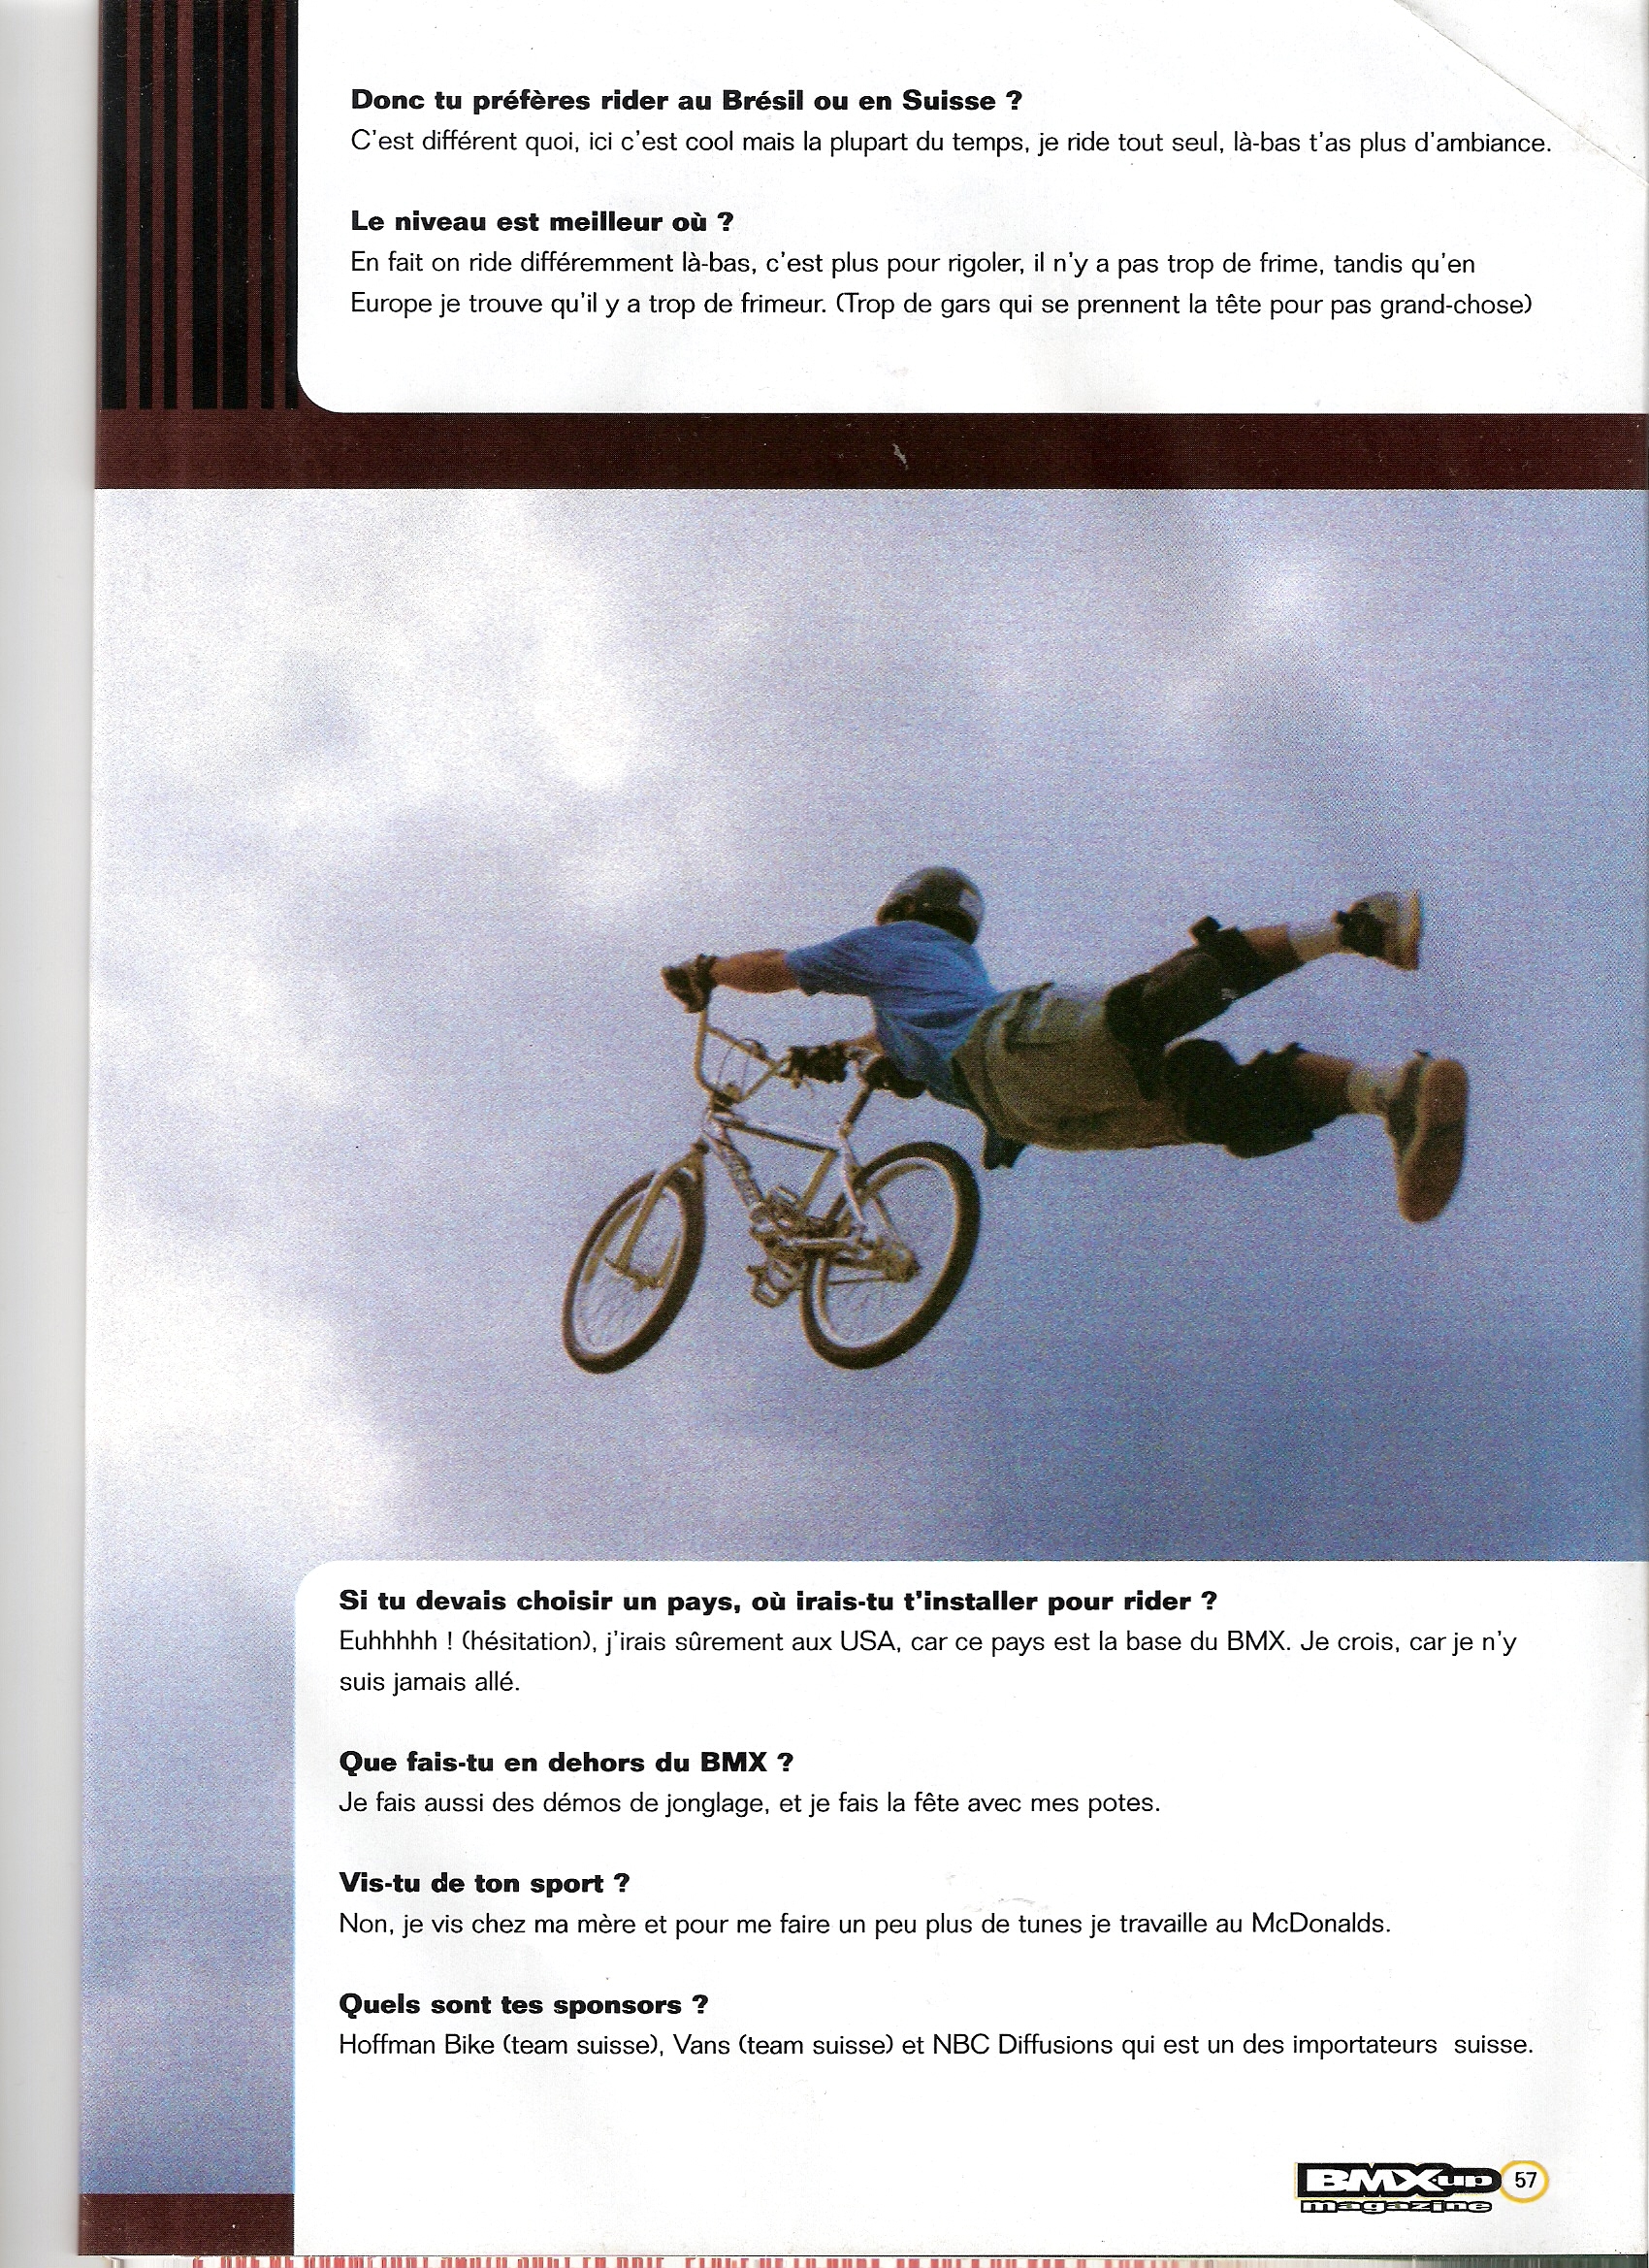 Donc tu préfères rider au Brésil ou en Suisse ?
C'est différent quoi, ici c'est cool mais la plupart du temps, je ride tout seul, là-bas t'as plus d'ambiance.
Le niveau est meilleur où ?
En fait on ride différemment là-bas, c'est plus pour rigoler, il n'y a pas trop de frime, tandis qu'en
Europe je trouve qu'il y a trop de frimeur. (Trop de gars qui se prennent la tête pour pas grand-chose)
Si tu devais choisir un pays, où irais-tu t'installer pour rider ?
Euhhhhh ! (hésitation), j'irais sûrement aux USA, car ce pays est la base du BMX. Je crois, car je n'y
suis jamais allé.
Que fais-tu en dehors du BMX ?
Je fais aussi des démos de jonglage, et je fais la fête avec mes potes.
Vis-tu de ton sport ?
Non, je vis chez ma mère et pour me faire un peu plus de tunes je travaille au McDonalds.
Quels sont tes sponsors ?
Hoffman Bike (team suisse), Vans (team suisse) et NBC Diffusions qui est un des importateurs suisse.
BMX-up 57
magazine